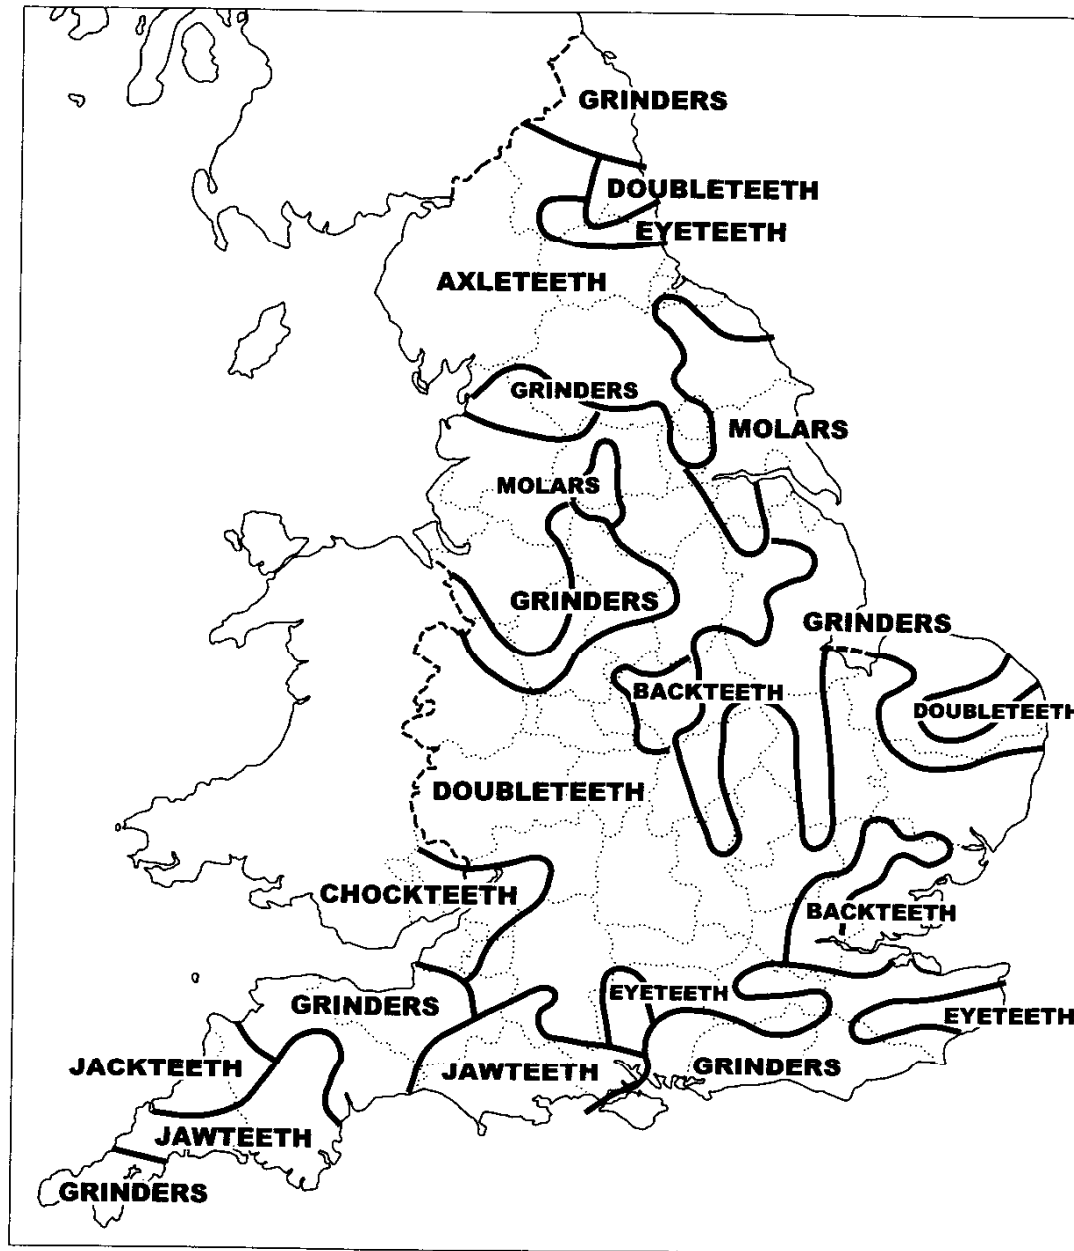 GRINDERS
DOUBLETEETH
EYETEETH
AXLETEETH
GRINDERS
MOLARS
MOLARS
GRINDERS
GRINDERS
BACKTEETH
DOUBLETEETH
DOUBLETEETH
CHOCKTEETH
BACKTEETH
EYETEETH
GRINDERS
EYETEETH
JACKTEETH
JAWTEETH
GRINDERS
JAWTEETH
GRINDERS